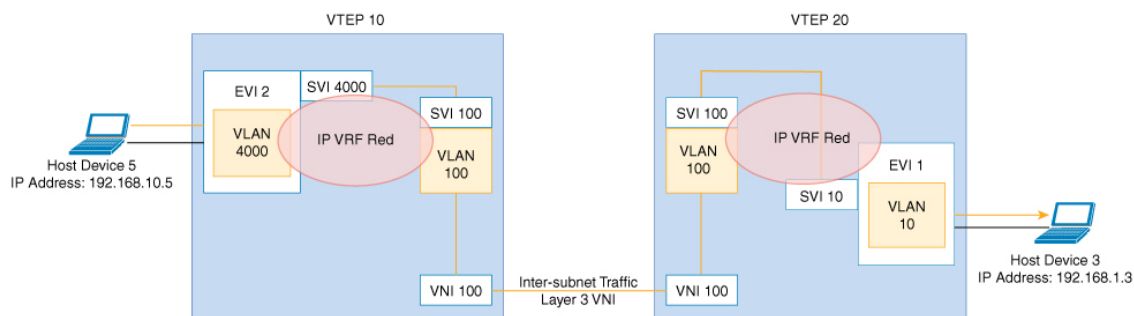 VTEP 10
VTEP 20
EVI 2
SVI 4000
VLAN
4000
IP VRF Red
SVI 100
VLAN
100
VNI 100
Host Device 5
IP Address: 192.168.10.5
Inter-subnet Traffic
Layer 3 VNI
SVI 100
VLAN
100
VNI 100
IP VRF Red
SVI 10
EVI 1
VLAN
10
Host Device 3
IP Address: 192.168.1.3